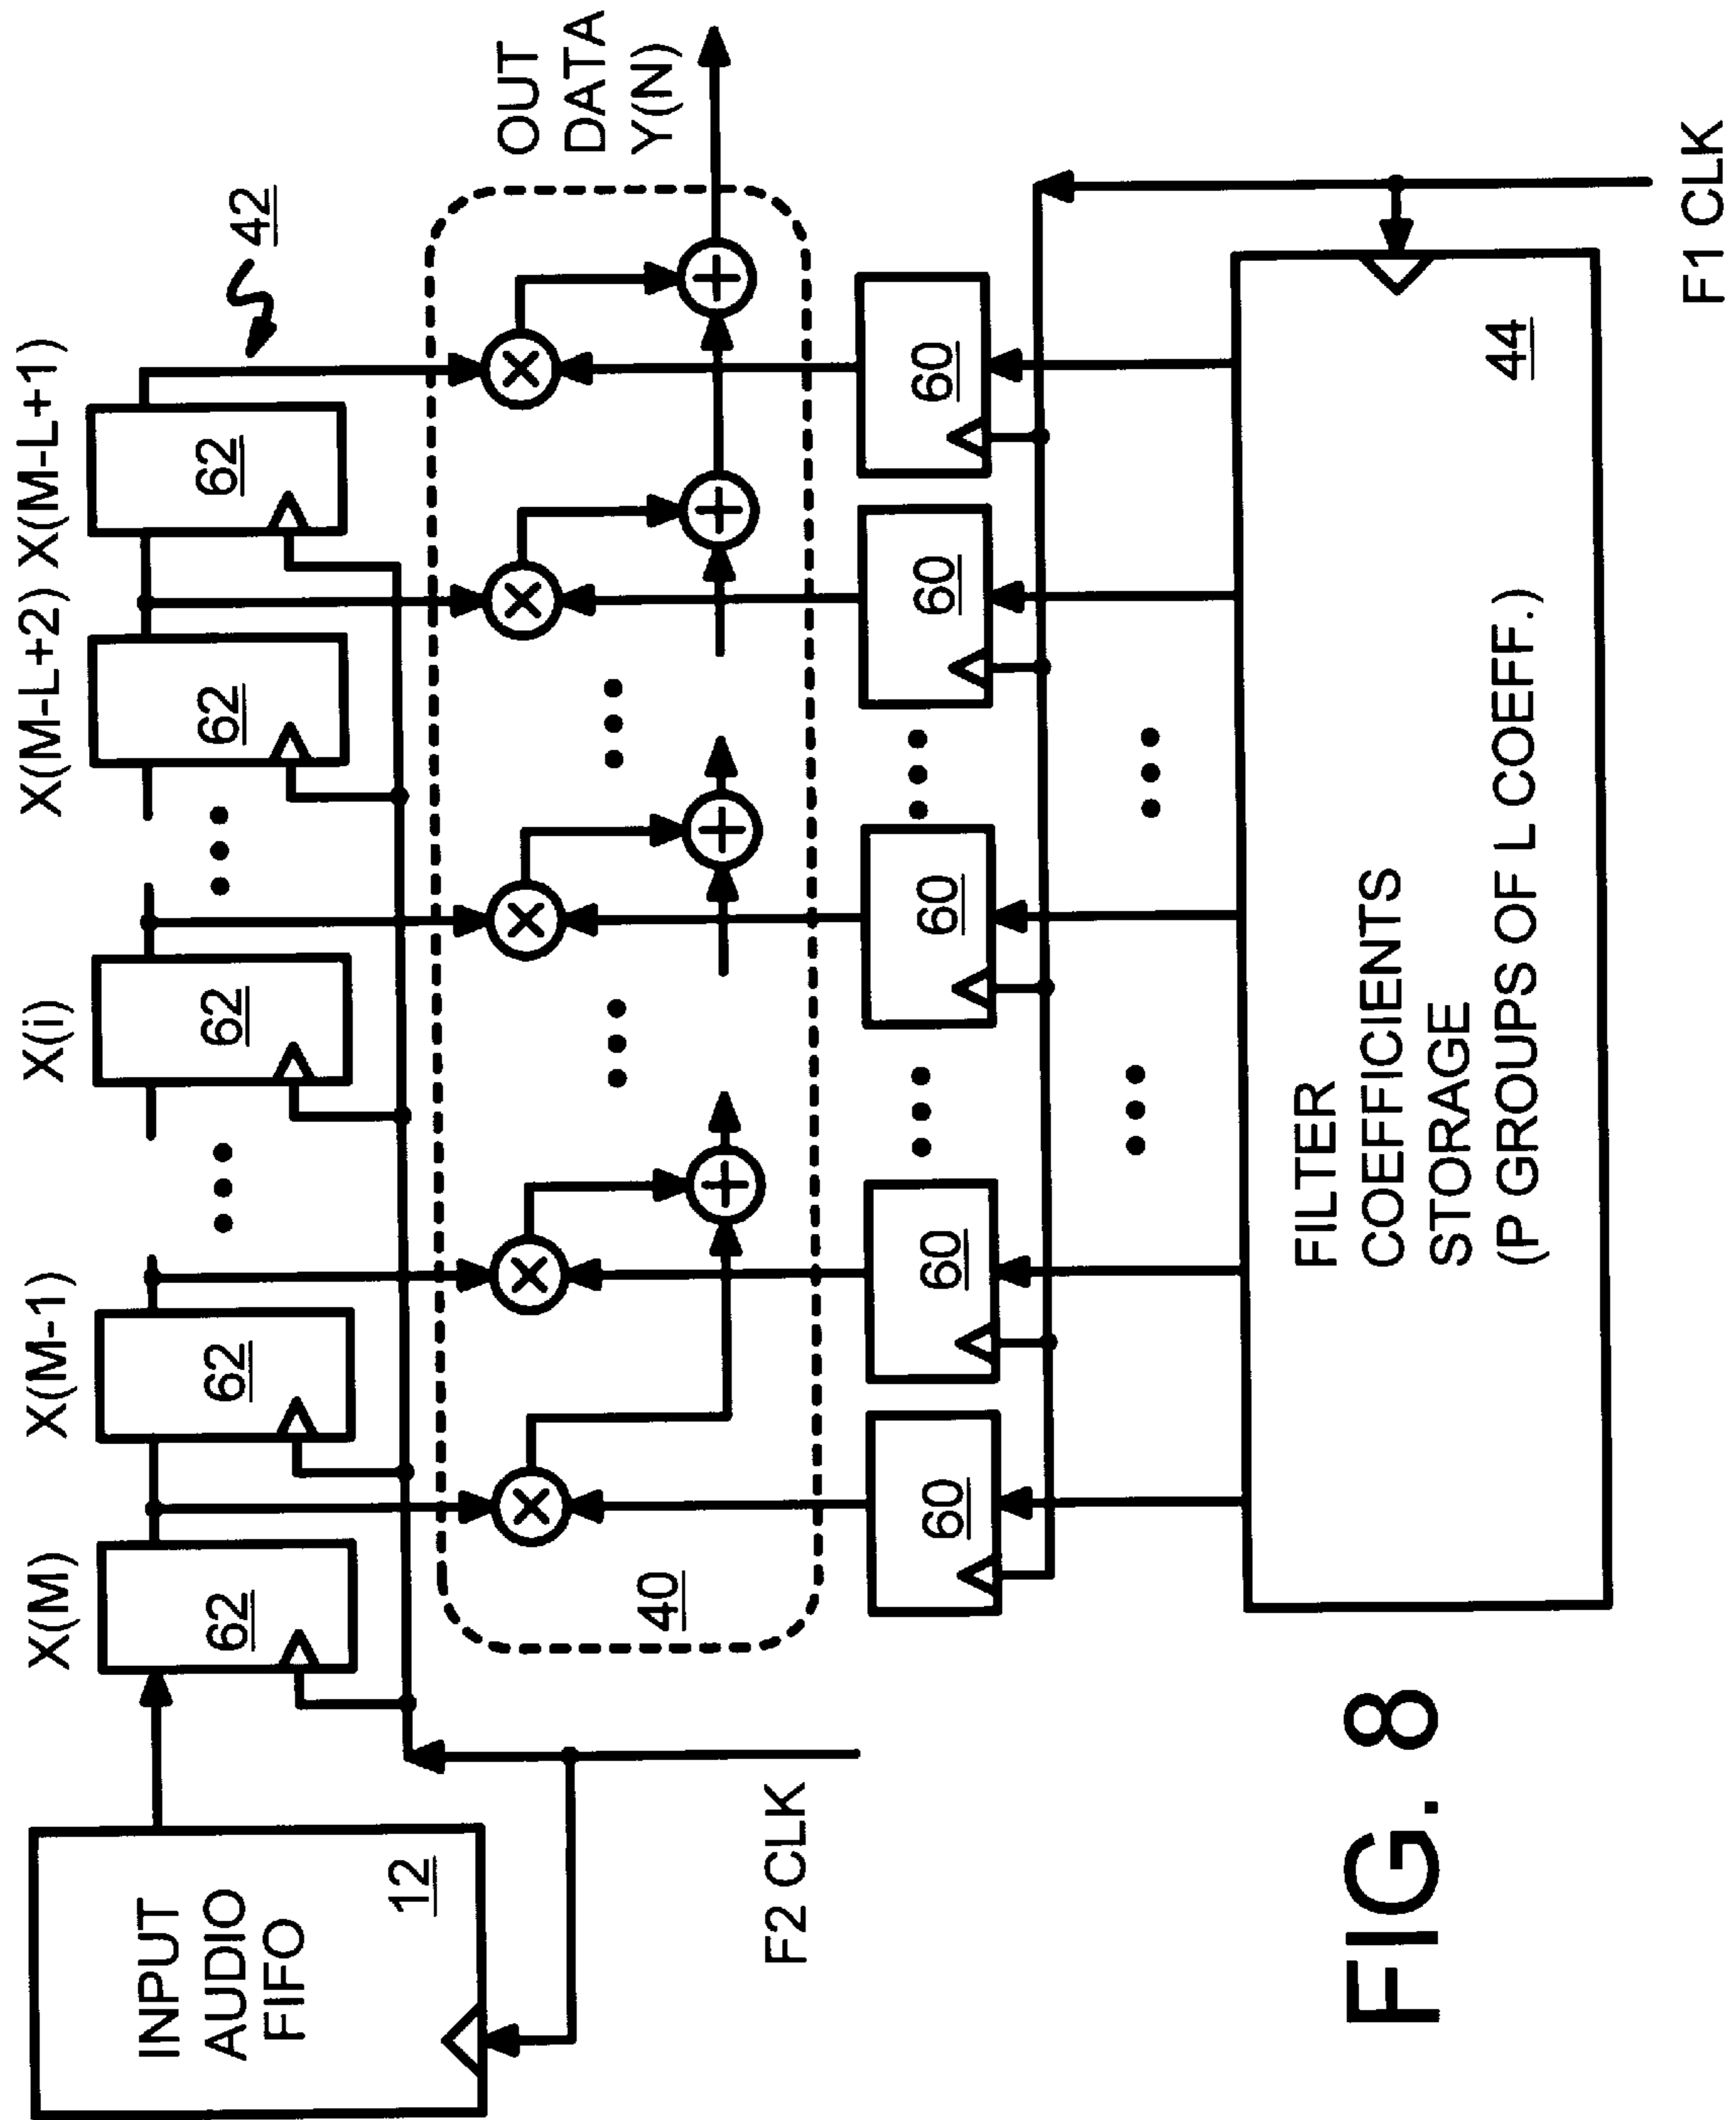 X(M)
X(M-1)
X(i)
X(M-L+2)
X(M-L+1)
INPUT
AUDIO
FIFO
12
62
62
62
62
62
42
OUT
DATA
Y(N)
40
F2 CLK
60
60
60
60
60
FILTER
COEFFICIENTS
STORAGE
(P GROUPS OF L COEFF.)
44
F1 CLK
FIG. 8